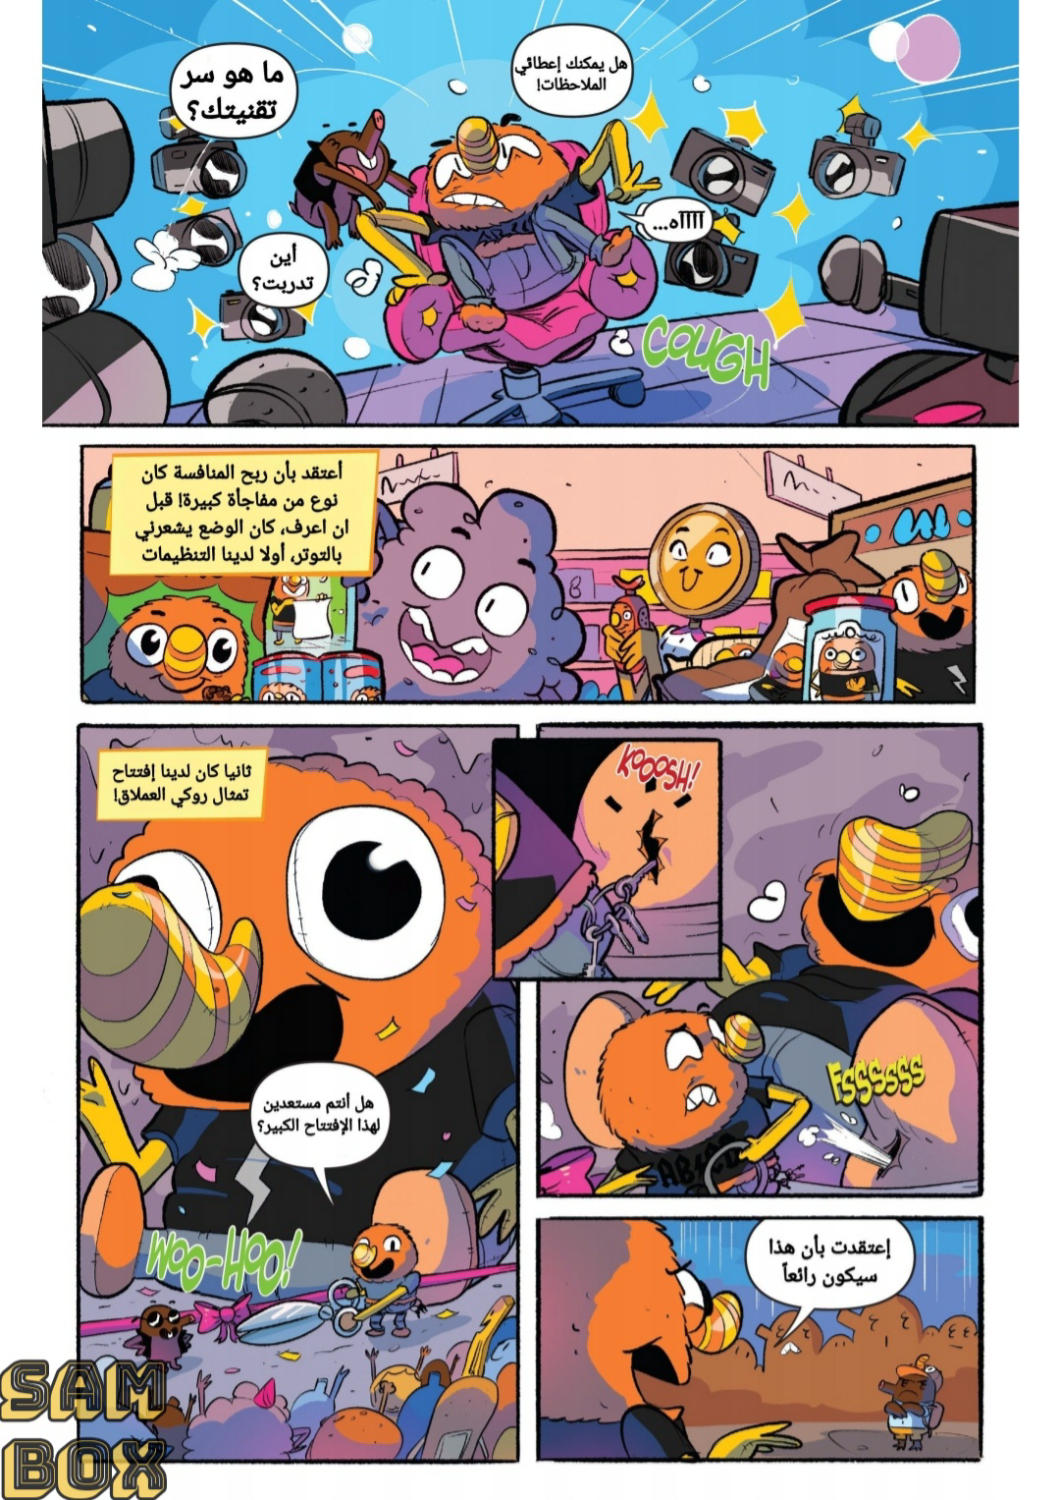 هل يمكنك إعطائي
الملاحظات!
ما هو سر
تقنيتك؟
آآآآه...
أين
تدربت؟
COUGH
أعتقد بأن ربح المنافسة كان
نوع من مفاجأة كبيرة! قبل
ان اعرف، كان الوضع يشعرني
بالتوتر، أولا لدينا التنظيمات
ثانيا كان لدينا إفتتاح
تمثال روكي العملاق!
هل أنتم مستعدين
لهذا الإفتتاح الكبير؟
WOO-HOO!
KOOOSH!
FSSSSSSS
إعتقدت بأن هذا
سيكون رائعاً
SAM
BOX